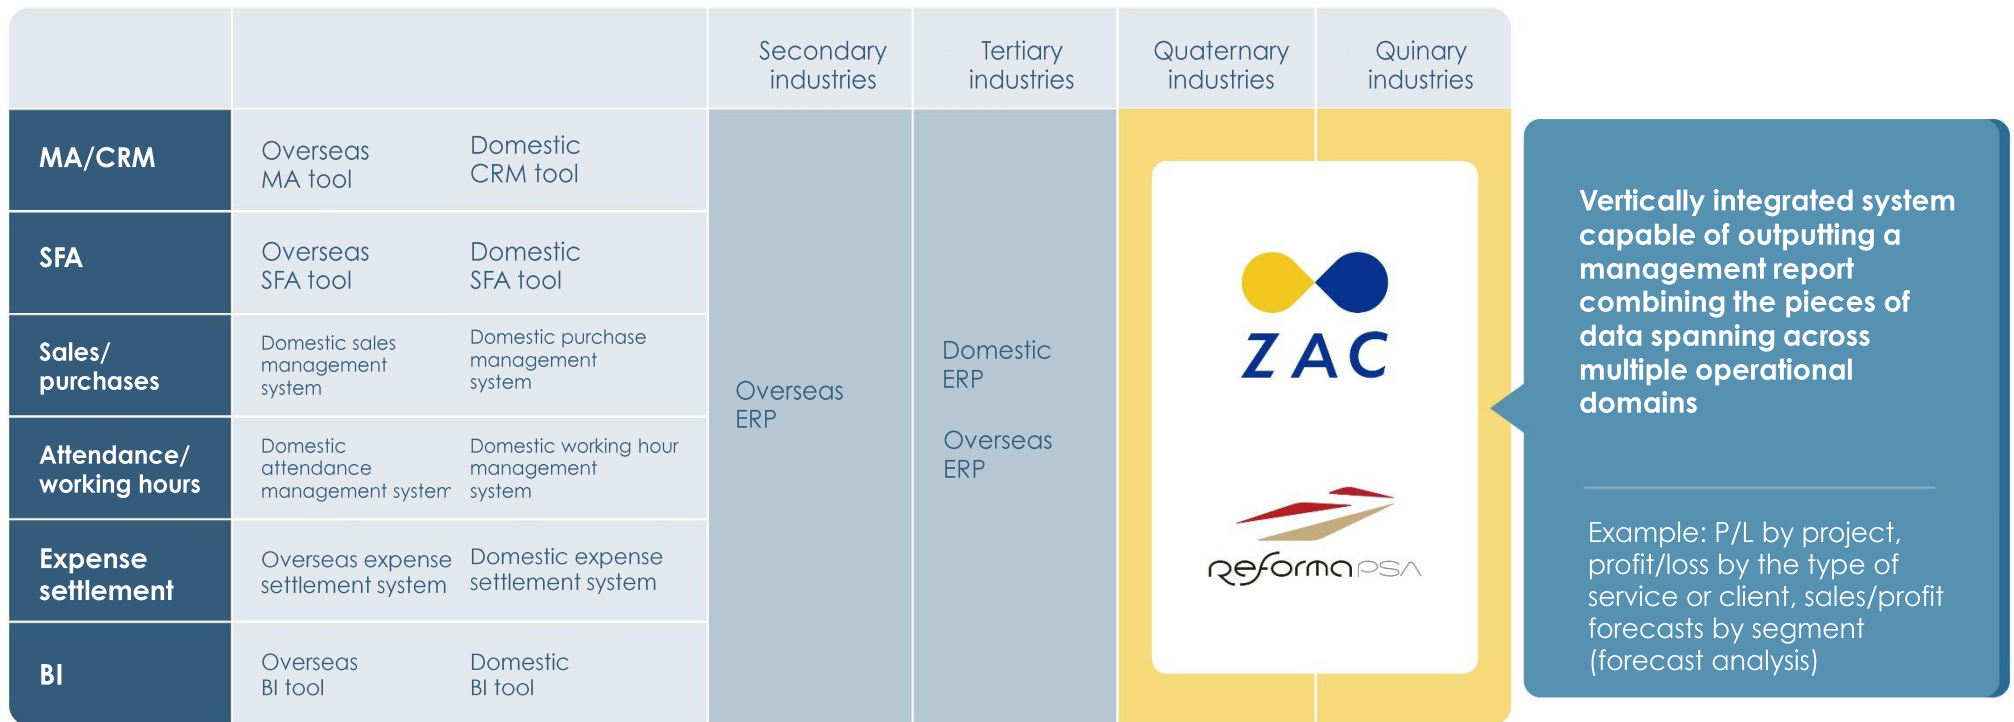 Secondary
industries
Tertiary
industries
Quaternary
industries
Quinary
industries
MA/CRM
Overseas
MA tool
Domestic
CRM tool
SFA
Overseas
SFA tool
Domestic
SFA tool
Sales/
purchases
Domestic sales
management
system
Domestic purchase
management
system
Attendance/
working hours
Domestic
attendance
management system
Domestic working hour
management
system
Expense
settlement
Overseas expense
settlement system
Domestic expense
settlement system
BI
Overseas
BI tool
Domestic
BI tool
Overseas
ERP
Domestic
ERP
Overseas
ERP
ZAC
ReformaPSA
Vertically integrated system
capable of outputting a
management report
combining the pieces of
data spanning across
multiple operational
domains
Example: P/L by project,
profit/loss by the type of
service or client, sales/profit
forecasts by segment
(forecast analysis)